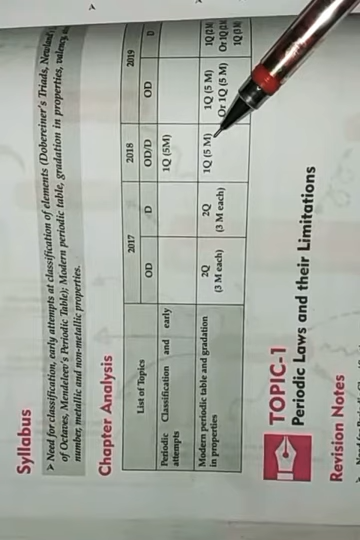 Syllabus
➤ Need for classification, early attempts at classification of elements (Dobereiner's Triads, Newland's
of Octaves, Mendeleev's Periodic Table); Modern periodic table, gradation in properties, valency,
number, metallic and non-metallic properties.
Chapter Analysis
List of Topics 2017 2018 2019
OD D OD/D OD D
Periodic Classification and early attempts 1Q (5M)
Modern periodic table and gradation in properties 2Q (3 M each) 2Q (3 M each) 1Q (5 M) 1Q (5 M) Or 1Q (5 M)
TOPIC-1
Periodic Laws and their Limitations
Revision Notes